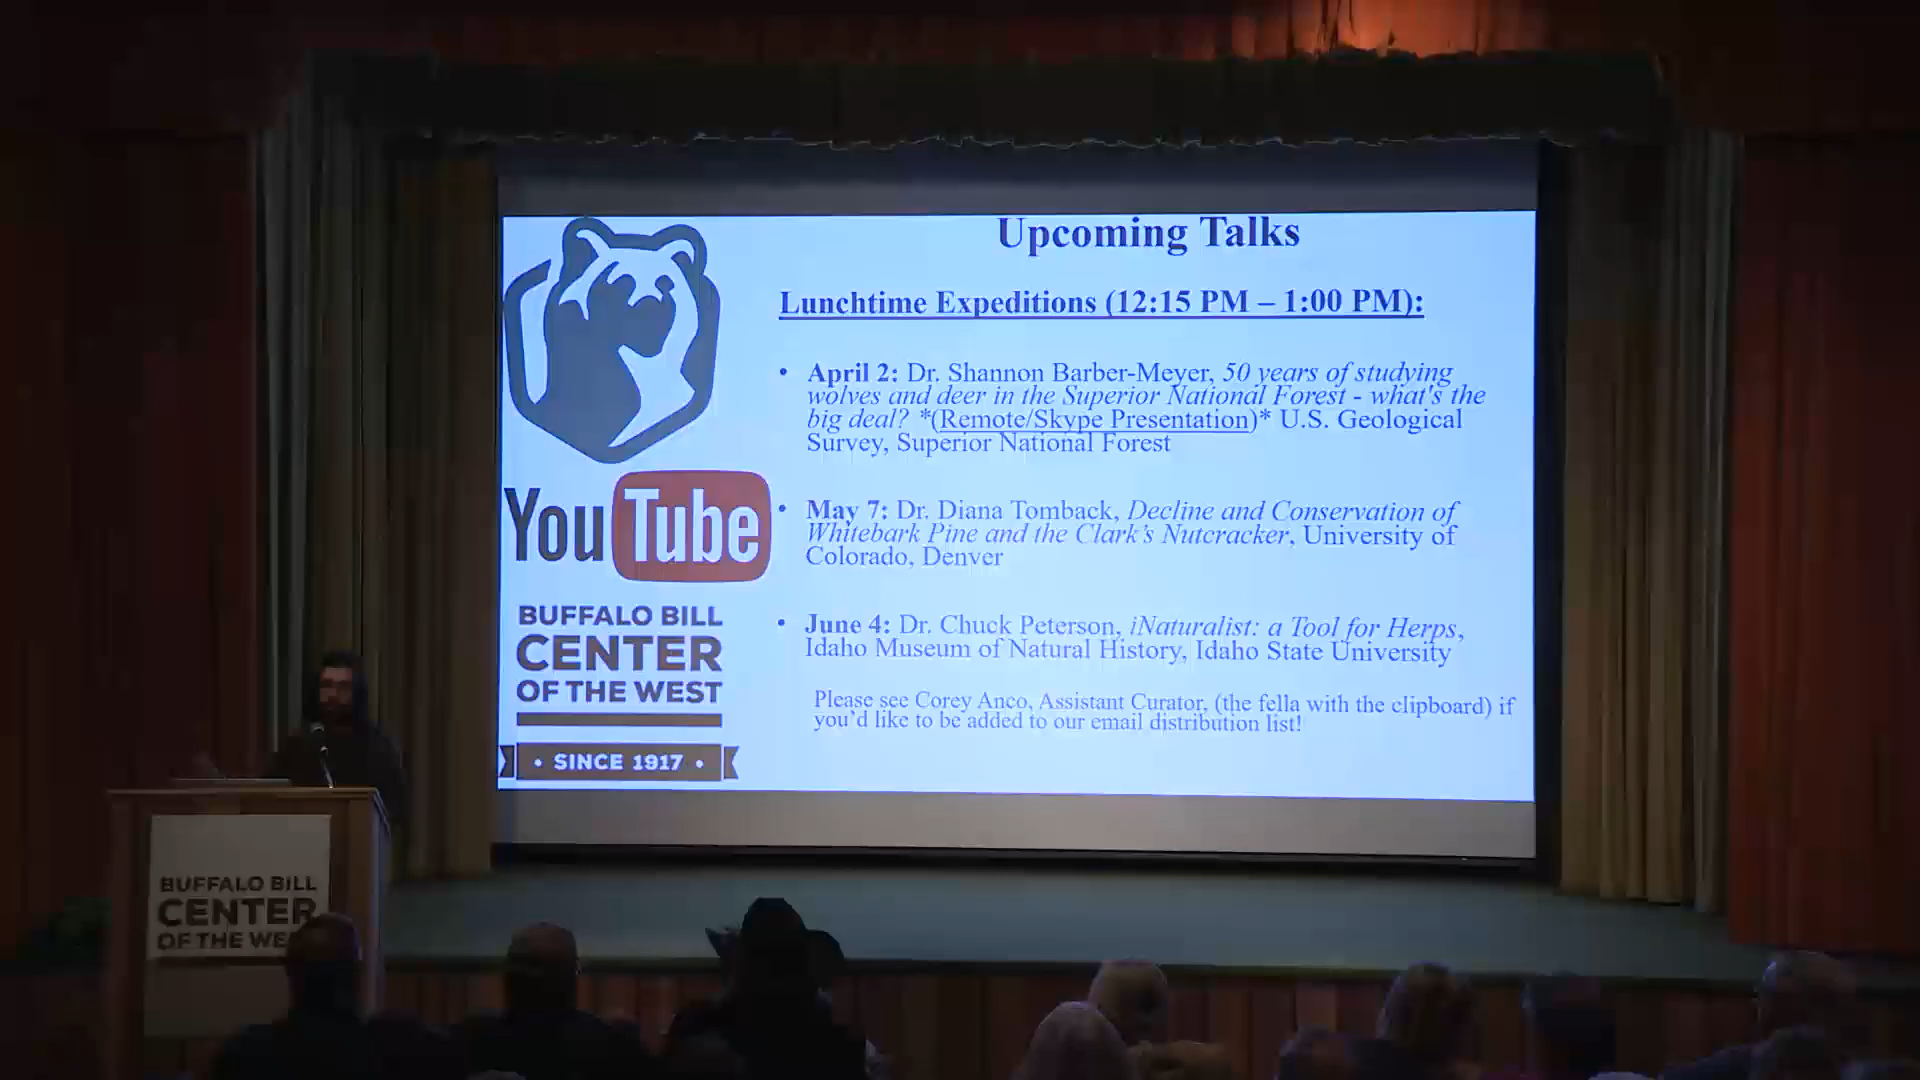 Upcoming Talks
Lunchtime Expeditions (12:15 PM – 1:00 PM):
• April 2: Dr. Shannon Barber-Meyer, 50 years of studying
wolves and deer in the Superior National Forest - what's the
big deal? *(Remote/Skype Presentation)* U.S. Geological
Survey, Superior National Forest
• May 7: Dr. Diana Tomback, Decline and Conservation of
Whitebark Pine and the Clark's Nutcracker, University of
Colorado, Denver
• June 4: Dr. Chuck Peterson, iNaturalist: a Tool for Herps,
Idaho Museum of Natural History, Idaho State University
Please see Corey Anco, Assistant Curator, (the fella with the clipboard) if
you'd like to be added to our email distribution list!
YouTube
BUFFALO BILL
CENTER
OF THE WEST
• SINCE 1917 •
BUFFALO BILL
CENTER
OF THE WE